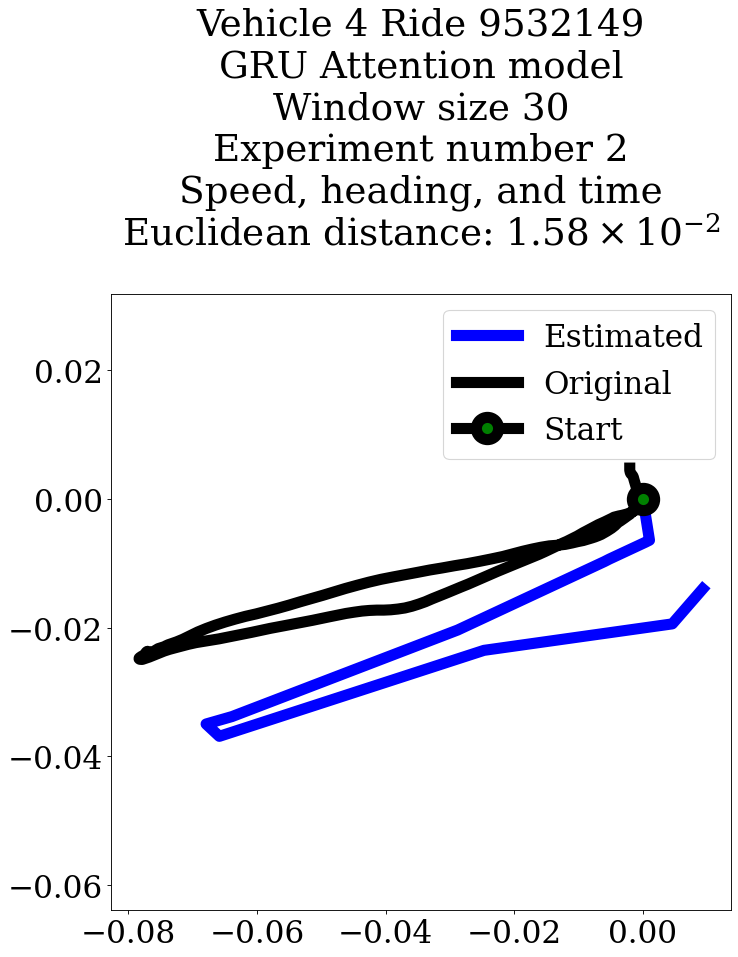 Vehicle 4 Ride 9532149
GRU Attention model
Window size 30
Experiment number 2
Speed, heading, and time
Euclidean distance: 1.58 × 10⁻²
Estimated
Original
Start
0.02
0.00
−0.02
−0.04
−0.06
−0.08 −0.06 −0.04 −0.02 0.00